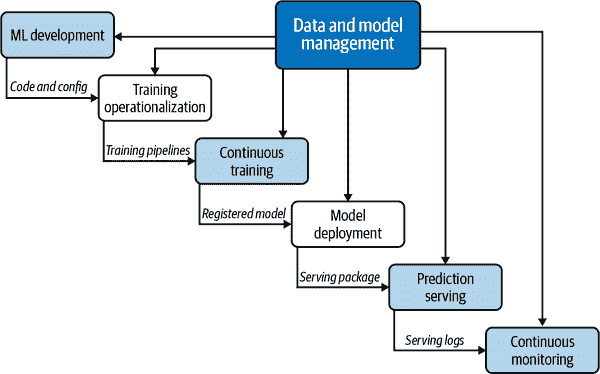 ML development
Data and model
management
Code and config
Training
operationalization
Training pipelines
Continuous
training
Registered model
Model
deployment
Serving package
Prediction
serving
Serving logs
Continuous
monitoring